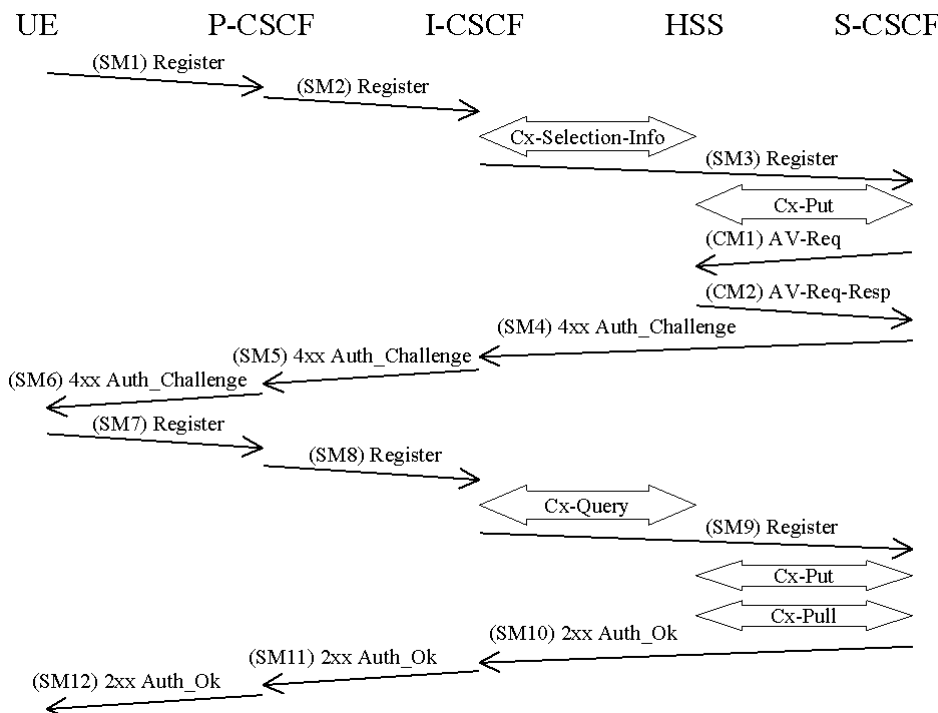 UE P-CSCF I-CSCF HSS S-CSCF
(SM1) Register
(SM2) Register
Cx-Selection-Info
(SM3) Register
Cx-Put
(CM1) AV-Req
(CM2) AV-Req-Resp
(SM4) 4xx Auth_Challenge
(SM5) 4xx Auth_Challenge
(SM6) 4xx Auth_Challenge
(SM7) Register
(SM8) Register
Cx-Query
(SM9) Register
Cx-Put
Cx-Pull
(SM10) 2xx Auth_Ok
(SM11) 2xx Auth_Ok
(SM12) 2xx Auth_Ok